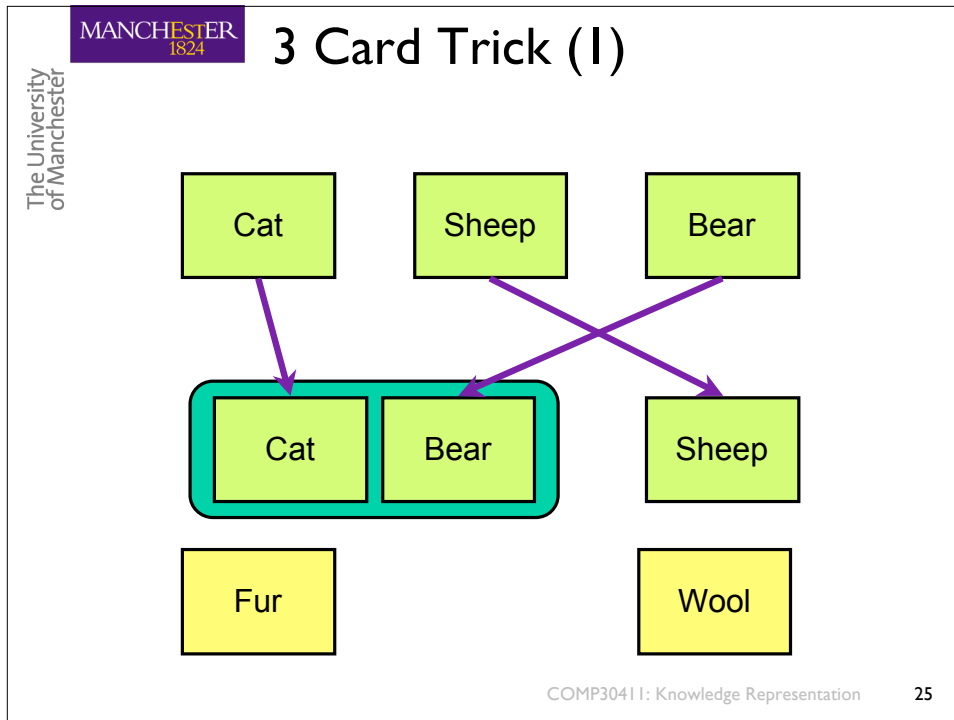 MANCHESTER
1824
The University
of Manchester
3 Card Trick (1)
Cat
Sheep
Bear
Cat
Bear
Sheep
Fur
Wool
COMP30411: Knowledge Representation
25